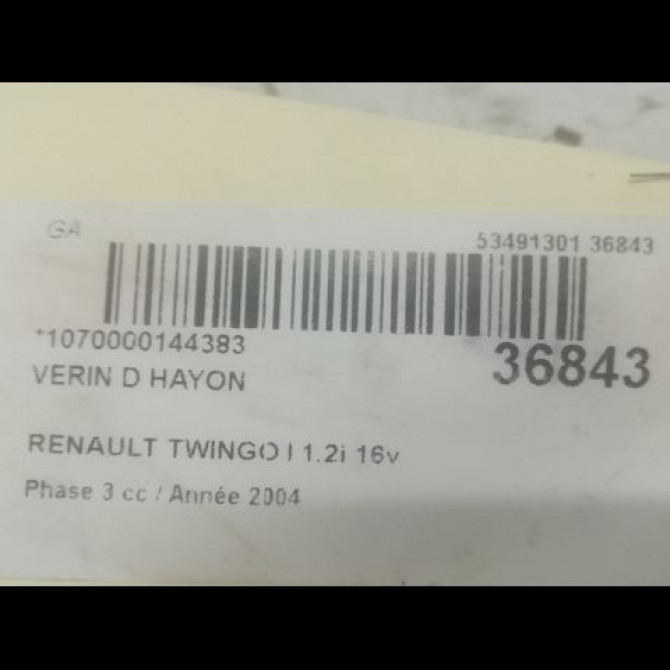 GA
53491301 36843
*1070000144383
36843
VERIN D HAYON
RENAULT TWINGO I 1.2i 16v
Phase 3 cc / Année 2004